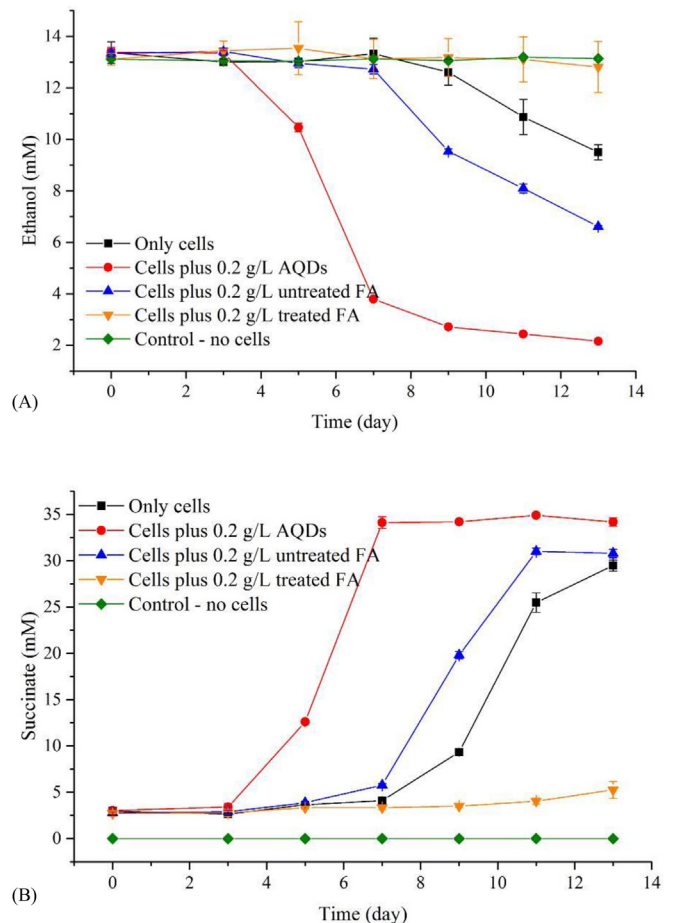 16
14
12
10
8
6
4
2
Ethanol (mM)
Only cells
Cells plus 0.2 g/L AQDs
Cells plus 0.2 g/L untreated FA
Cells plus 0.2 g/L treated FA
Control - no cells
0 2 4 6 8 10 12 14
(A)
Time (day)
35
30
25
20
15
10
5
0
Succinate (mM)
Only cells
Cells plus 0.2 g/L AQDs
Cells plus 0.2 g/L untreated FA
Cells plus 0.2 g/L treated FA
Control - no cells
0 2 4 6 8 10 12 14
(B)
Time (day)